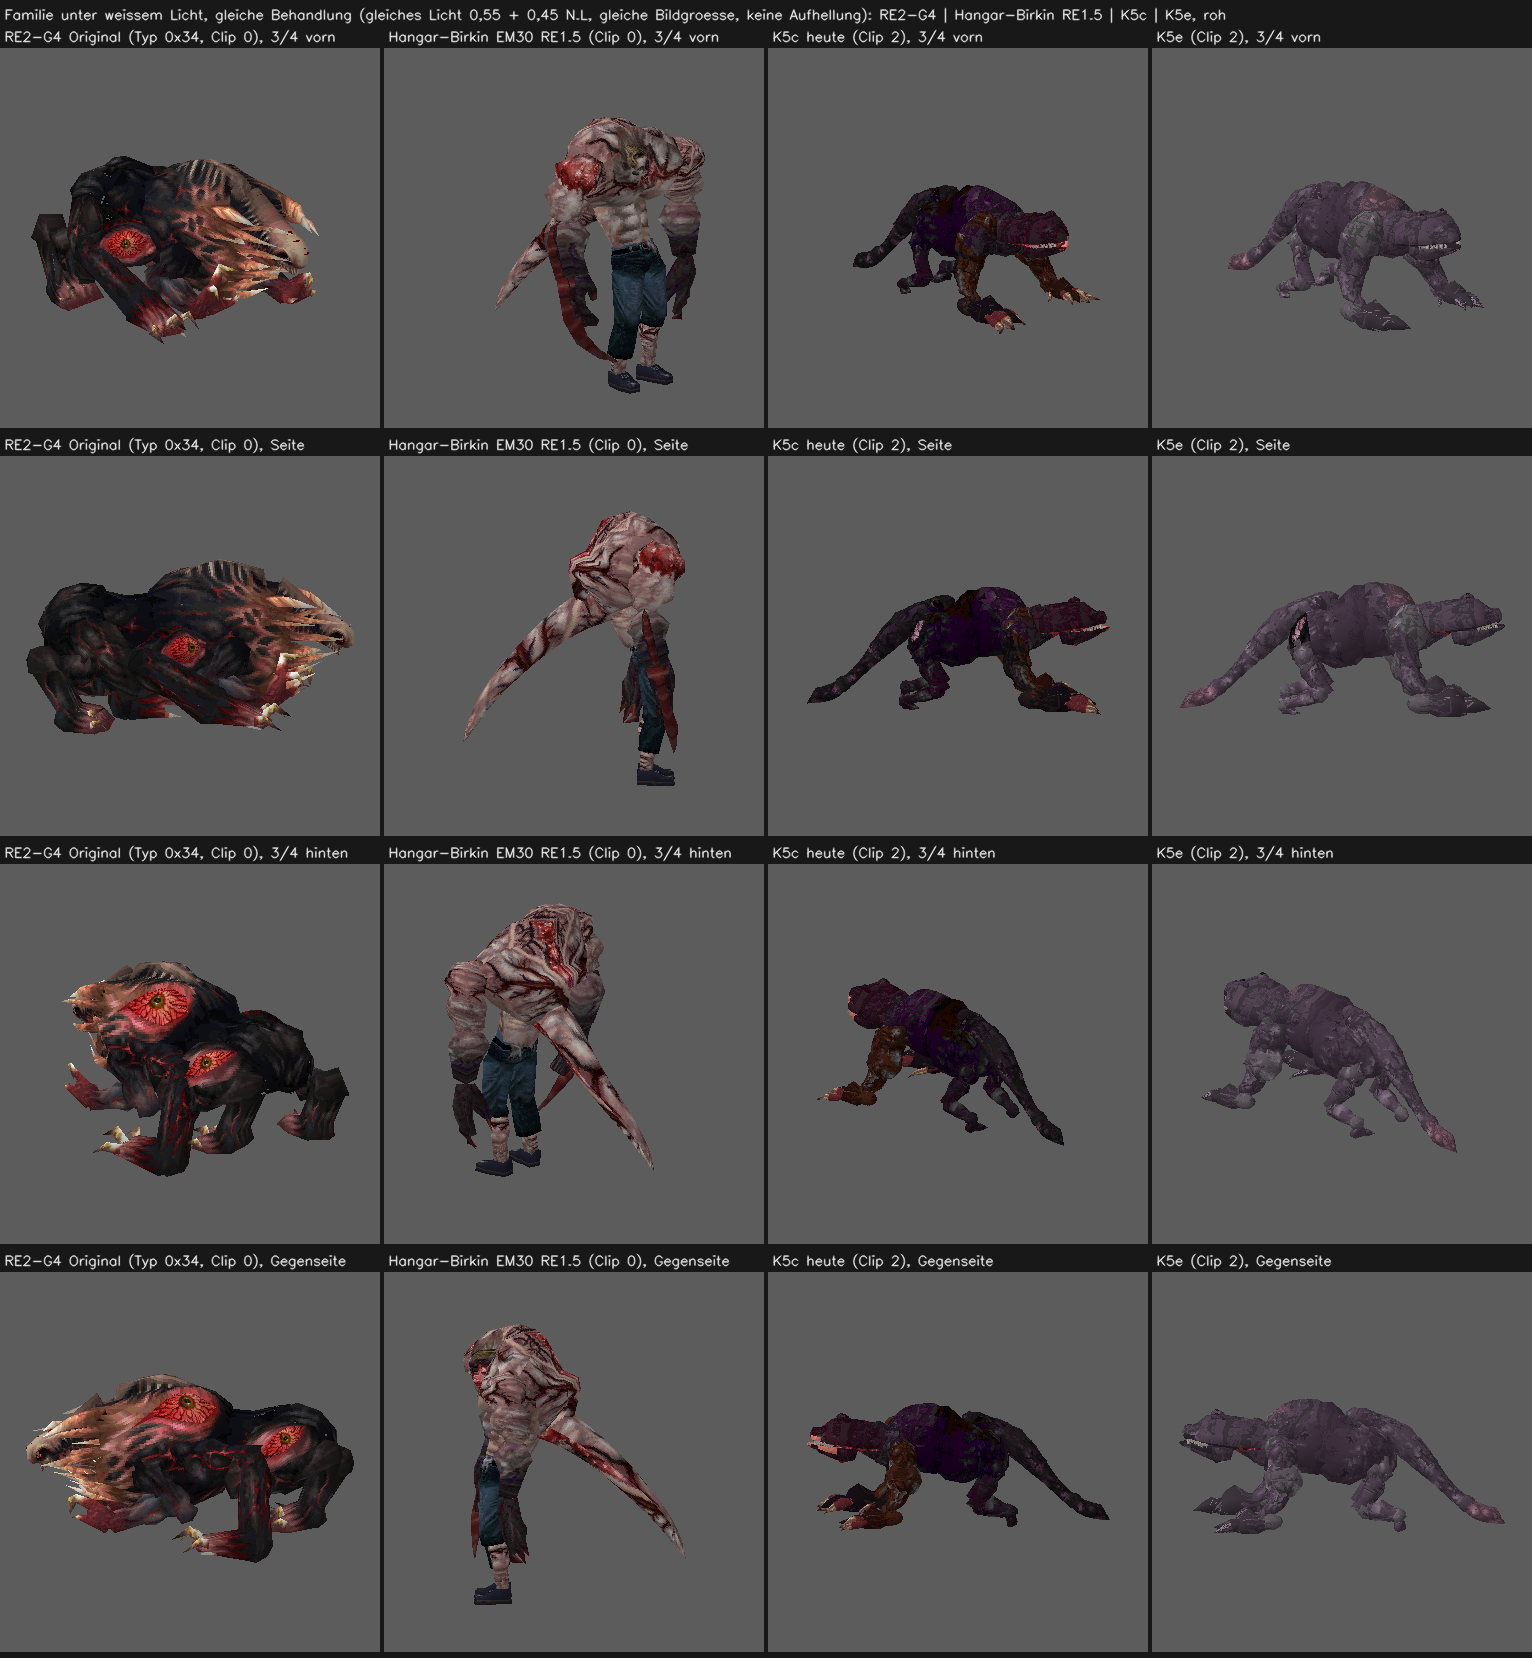 Familie unter weissem Licht, gleiche Behandlung (gleiches Licht 0,55 + 0,45 N.L, gleiche Bildgroesse, keine Aufhellung): RE2-G4 | Hangar-Birkin RE1.5 | K5c | K5e, roh
RE2-G4 Original (Typ 0x34, Clip 0), 3/4 vorn
Hangar-Birkin EM30 RE1.5 (Clip 0), 3/4 vorn
K5c heute (Clip 2), 3/4 vorn
K5e (Clip 2), 3/4 vorn
RE2-G4 Original (Typ 0x34, Clip 0), Seite
Hangar-Birkin EM30 RE1.5 (Clip 0), Seite
K5c heute (Clip 2), Seite
K5e (Clip 2), Seite
RE2-G4 Original (Typ 0x34, Clip 0), 3/4 hinten
Hangar-Birkin EM30 RE1.5 (Clip 0), 3/4 hinten
K5c heute (Clip 2), 3/4 hinten
K5e (Clip 2), 3/4 hinten
RE2-G4 Original (Typ 0x34, Clip 0), Gegenseite
Hangar-Birkin EM30 RE1.5 (Clip 0), Gegenseite
K5c heute (Clip 2), Gegenseite
K5e (Clip 2), Gegenseite